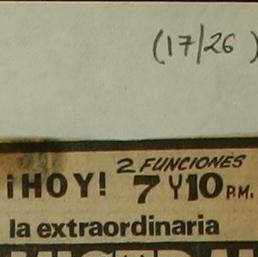 (17/26)
2 FUNCIONES
¡HOY! 7 Y 10 P.M.
la extraordinaria